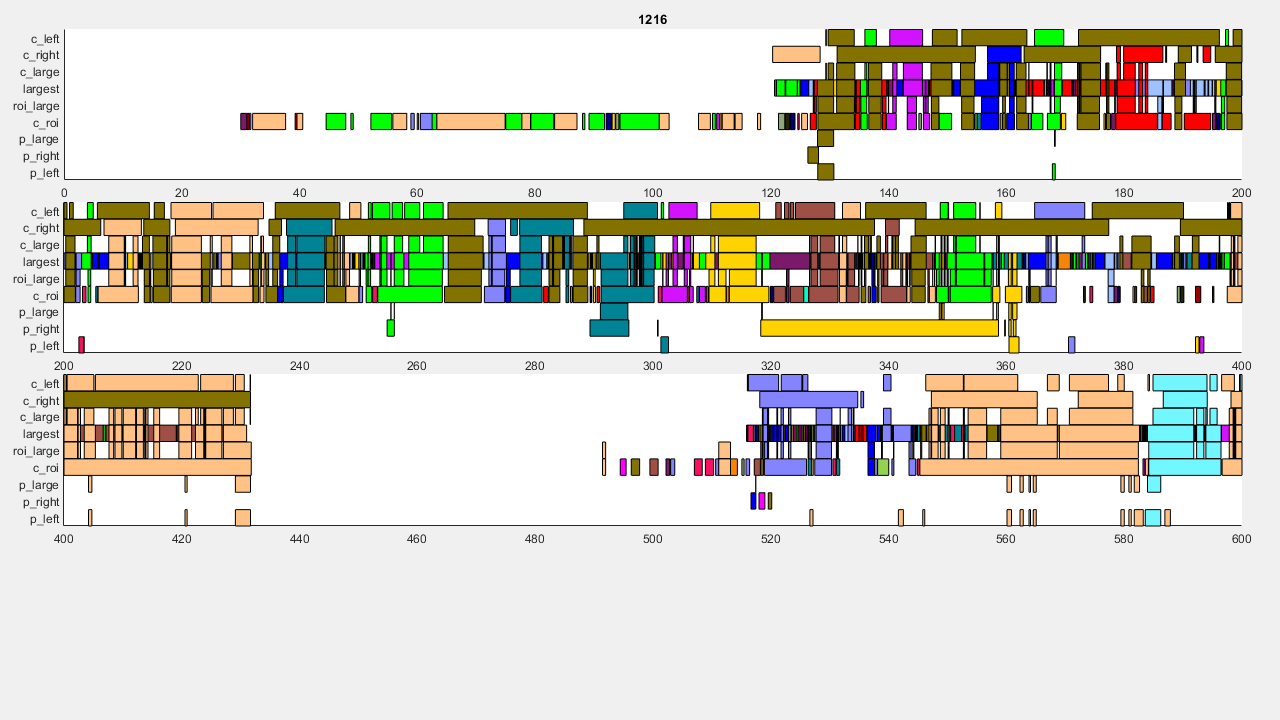 1216
c_left
c_right
c_large
largest
roi_large
c_roi
p_large
p_right
p_left
0 20 40 60 80 100 120 140 160 180 200
c_left
c_right
c_large
largest
roi_large
c_roi
p_large
p_right
p_left
200 220 240 260 280 300 320 340 360 380 400
c_left
c_right
c_large
largest
roi_large
c_roi
p_large
p_right
p_left
400 420 440 460 480 500 520 540 560 580 600